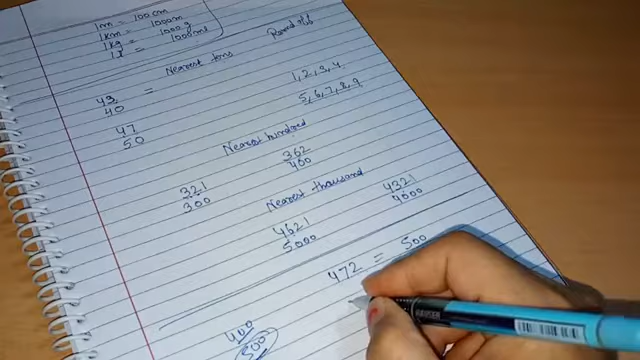 1m = 100 cm
1km = 1000m
1kg = 1000g
1l = 1000ml
Round off
Nearest tens
43 =
40
1, 2, 3, 4
47
50
5, 6, 7, 8, 9
Nearest hundred
321
300
362
400
Nearest thousand
4621
5000
4321
4000
472 = 500
400
500